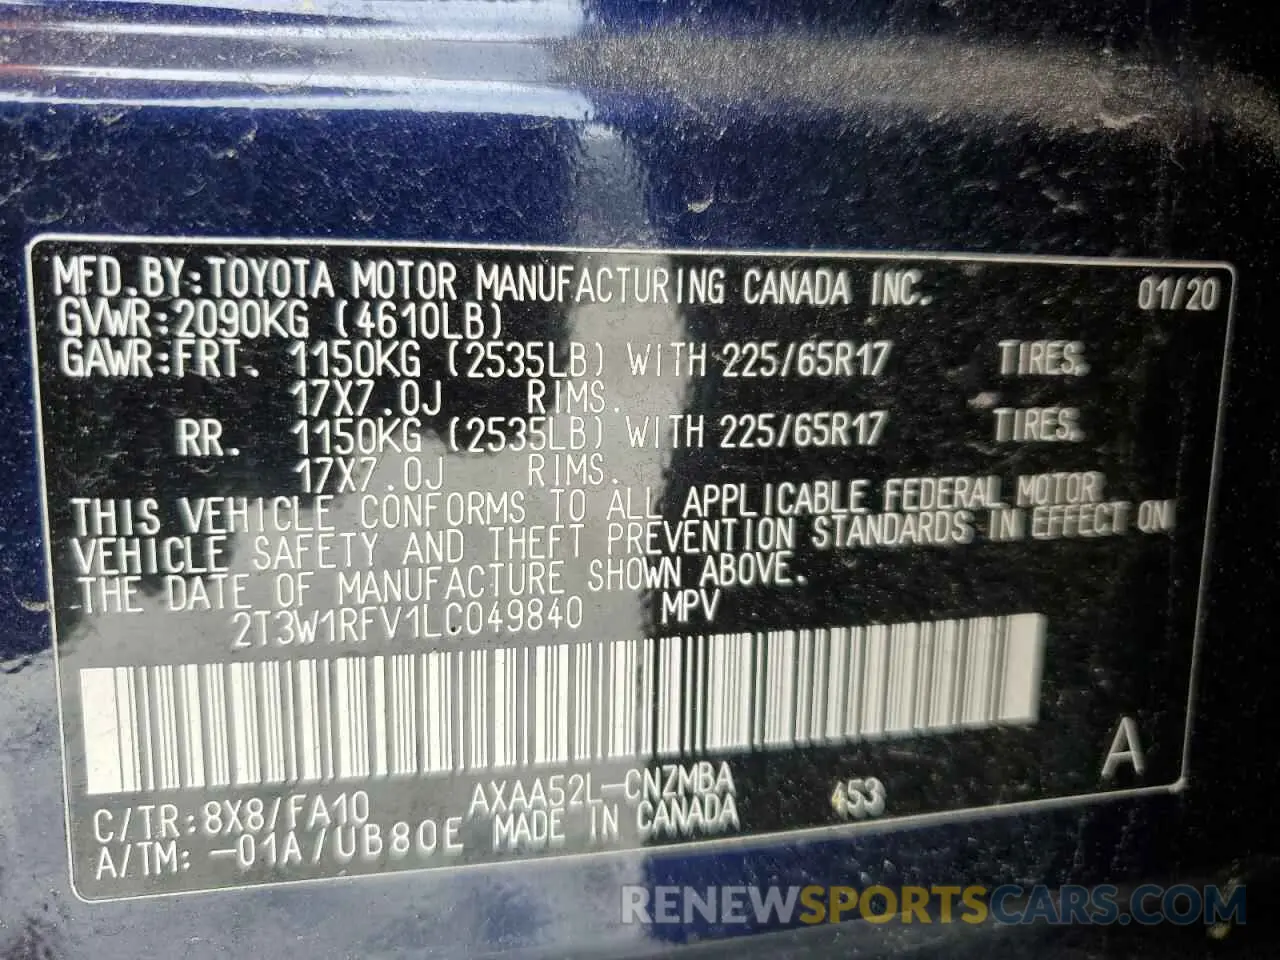 MFD.BY:TOYOTA MOTOR MANUFACTURING CANADA INC. 01/20
GVWR:2090KG (4610LB)
GAWR:FRT. 1150KG (2535LB) WITH 225/65R17 TIRES.
17X7.0J RIMS.
RR. 1150KG (2535LB) WITH 225/65R17 TIRES.
17X7.0J RIMS.
THIS VEHICLE CONFORMS TO ALL APPLICABLE FEDERAL MOTOR
VEHICLE SAFETY AND THEFT PREVENTION STANDARDS IN EFFECT ON
THE DATE OF MANUFACTURE SHOWN ABOVE.
2T3W1RFV1LC049840 MPV
A
C/TR:8X8/FA10 AXAA52L-CNZMBA 453
A/TM:-01A/UB80E MADE IN CANADA
RENEWSPORTSCARS.COM